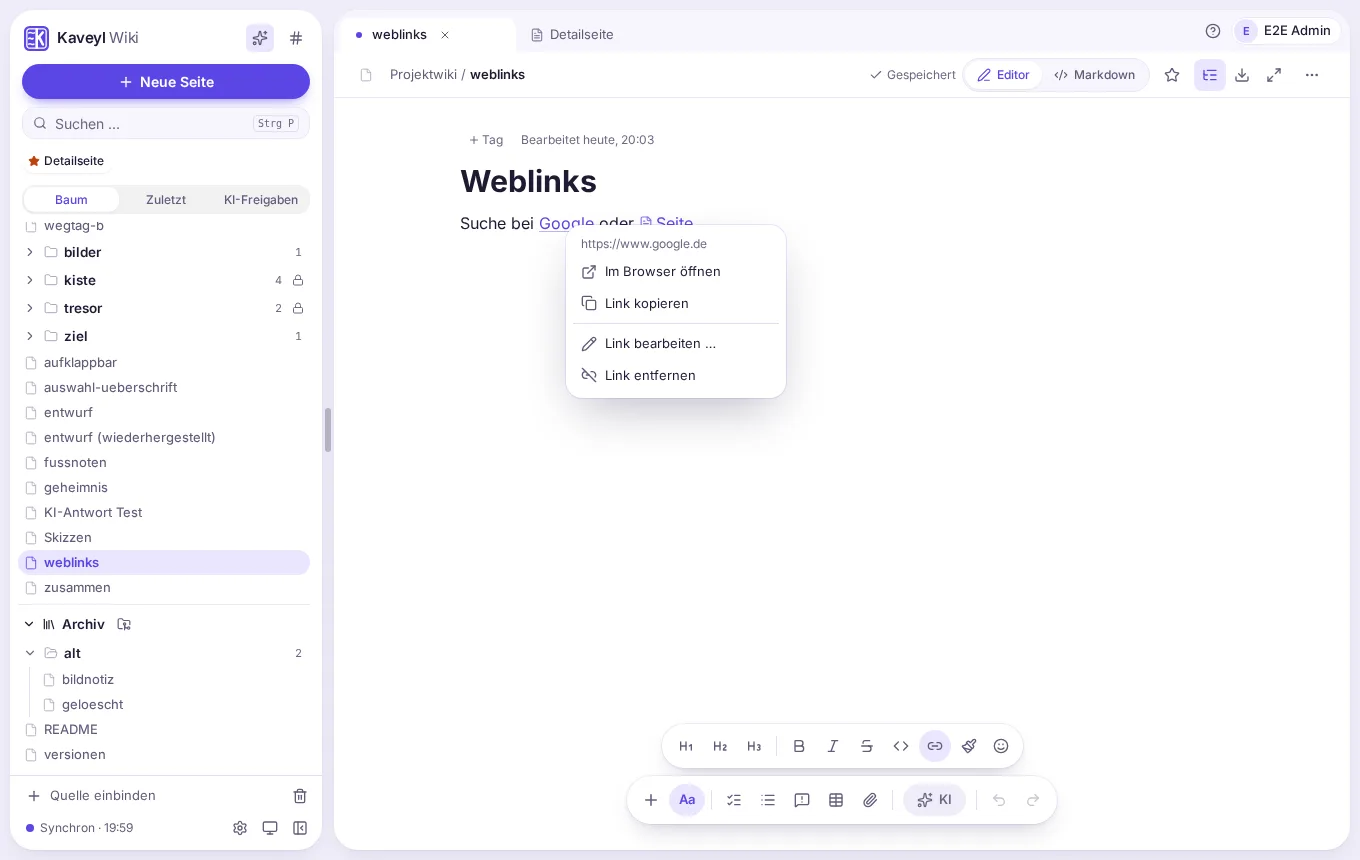 Kaveyl Wiki
Neue Seite
Suchen ...
Strg P
Detailseite
Baum
Zuletzt
KI-Freigaben
wegtag-b
bilder 1
kiste 4
tresor 2
ziel 1
aufklappbar
auswahl-ueberschrift
entwurf
entwurf (wiederhergestellt)
fussnoten
geheimnis
KI-Antwort Test
Skizzen
weblinks
zusammen
Archiv
alt 2
bildnotiz
geloescht
README
versionen
Quelle einbinden
Synchron · 19:59
weblinks
Detailseite
E E2E Admin
Projektwiki / weblinks
Gespeichert
Editor
Markdown
+ Tag
Bearbeitet heute, 20:03
Weblinks
Suche bei Google oder Seite
https://www.google.de
Im Browser öffnen
Link kopieren
Link bearbeiten ...
Link entfernen
H1 H2 H3
Aa
KI